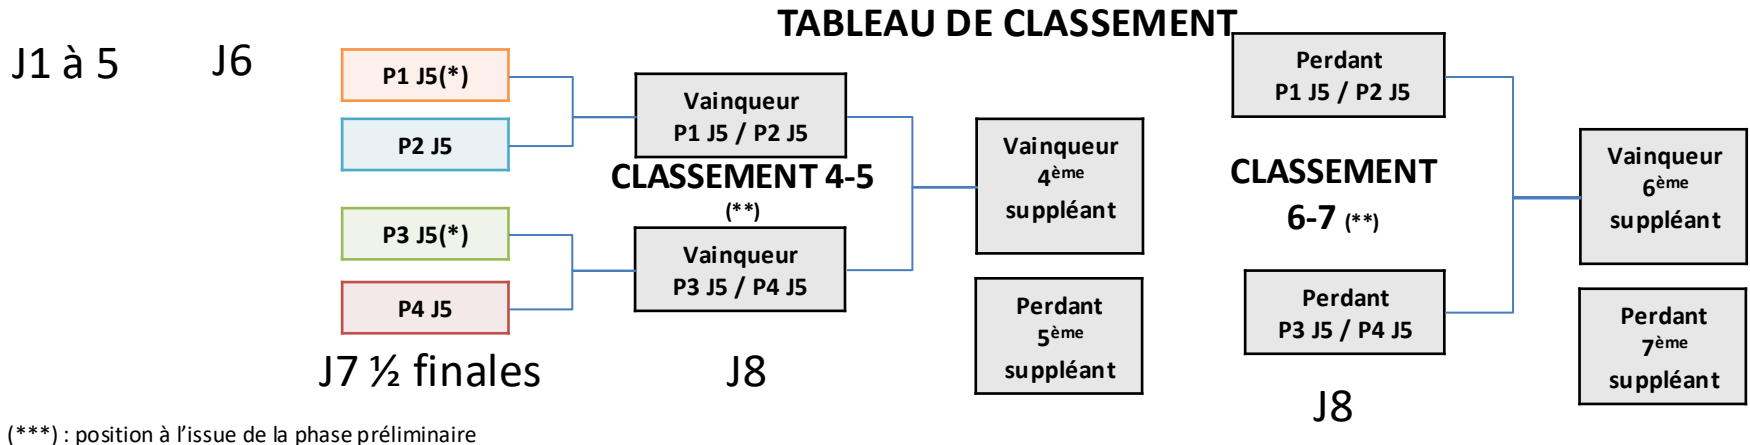 TABLEAU DE CLASSEMENT
J1 à 5
J6
P1 J5(*)
P2 J5
P3 J5(*)
P4 J5
J7 ½ finales
Vainqueur
P1 J5 / P2 J5
CLASSEMENT 4-5
(**)
Vainqueur
P3 J5 / P4 J5
J8
Vainqueur
4ème
suppléant
Perdant
5ème
suppléant
Perdant
P1 J5 / P2 J5
CLASSEMENT
6-7 (**)
Perdant
P3 J5 / P4 J5
J8
Vainqueur
6ème
suppléant
Perdant
7ème
suppléant
(***) : position à l’issue de la phase préliminaire